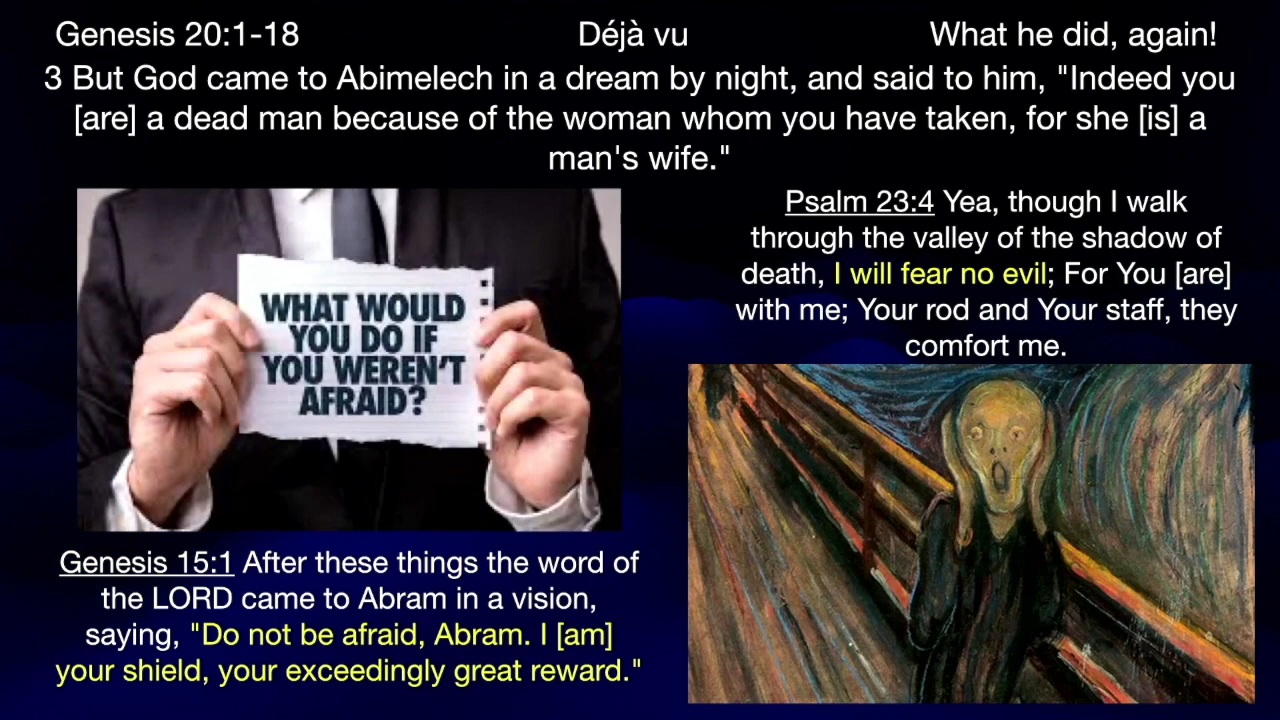 Genesis 20:1-18 Déjà vu What he did, again!
3 But God came to Abimelech in a dream by night, and said to him, "Indeed you
[are] a dead man because of the woman whom you have taken, for she [is] a
man's wife."
WHAT WOULD
YOU DO IF
YOU WEREN'T
AFRAID?
Psalm 23:4 Yea, though I walk
through the valley of the shadow of
death, I will fear no evil; For You [are]
with me; Your rod and Your staff, they
comfort me.
Genesis 15:1 After these things the word of
the LORD came to Abram in a vision,
saying, "Do not be afraid, Abram. I [am]
your shield, your exceedingly great reward."